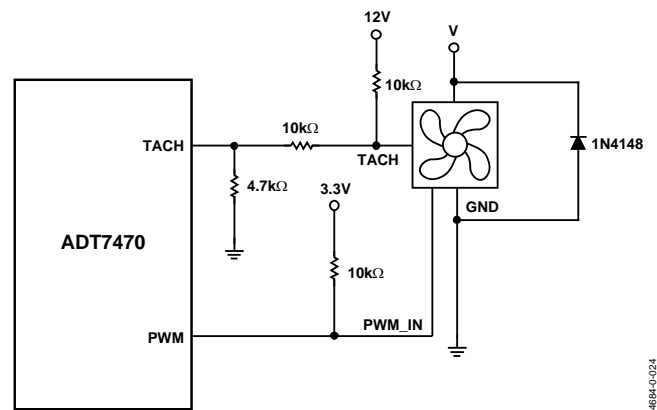 12V
V
10kΩ
10kΩ
1N4148
TACH
TACH
4.7kΩ
3.3V
GND
ADT7470
10kΩ
PWM_IN
PWM
4684-0-024